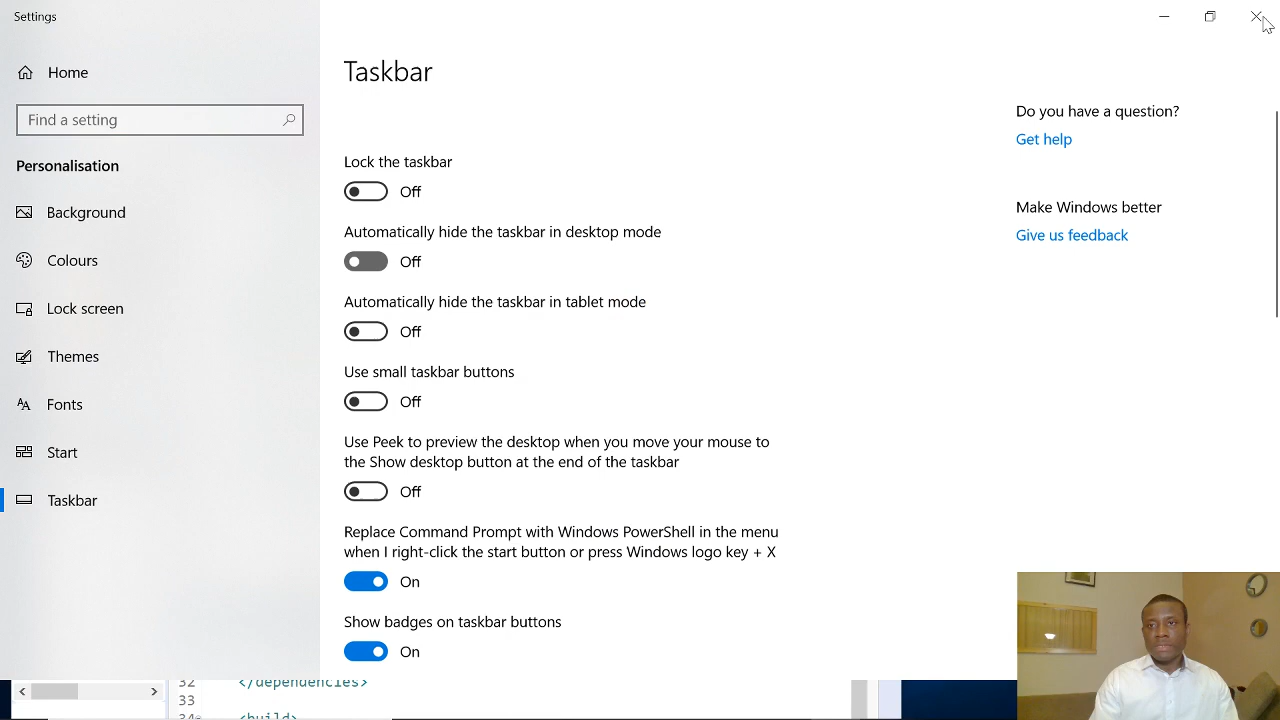 Settings
Home
Find a setting
Personalisation
Background
Colours
Lock screen
Themes
Fonts
Start
Taskbar
Taskbar
Lock the taskbar
Off
Automatically hide the taskbar in desktop mode
Off
Automatically hide the taskbar in tablet mode
Off
Use small taskbar buttons
Off
Use Peek to preview the desktop when you move your mouse to
the Show desktop button at the end of the taskbar
Off
Replace Command Prompt with Windows PowerShell in the menu
when I right-click the start button or press Windows logo key + X
On
Show badges on taskbar buttons
On
Do you have a question?
Get help
Make Windows better
Give us feedback
32 </dependencies>
33
34 <build>